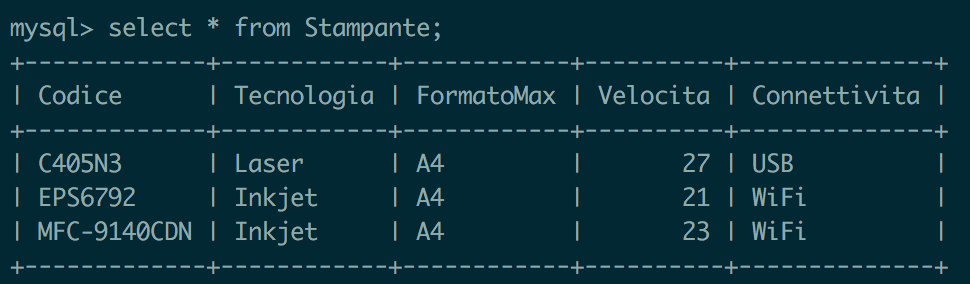 mysql> select * from Stampante;
+-------------+------------+------------+----------+--------------+
| Codice      | Tecnologia | FormatoMax | Velocita | Connettivita |
+-------------+------------+------------+----------+--------------+
| C405N3      | Laser      | A4         |       27 | USB          |
| EPS6792     | Inkjet     | A4         |       21 | WiFi         |
| MFC-9140CDN | Inkjet     | A4         |       23 | WiFi         |
+-------------+------------+------------+----------+--------------+